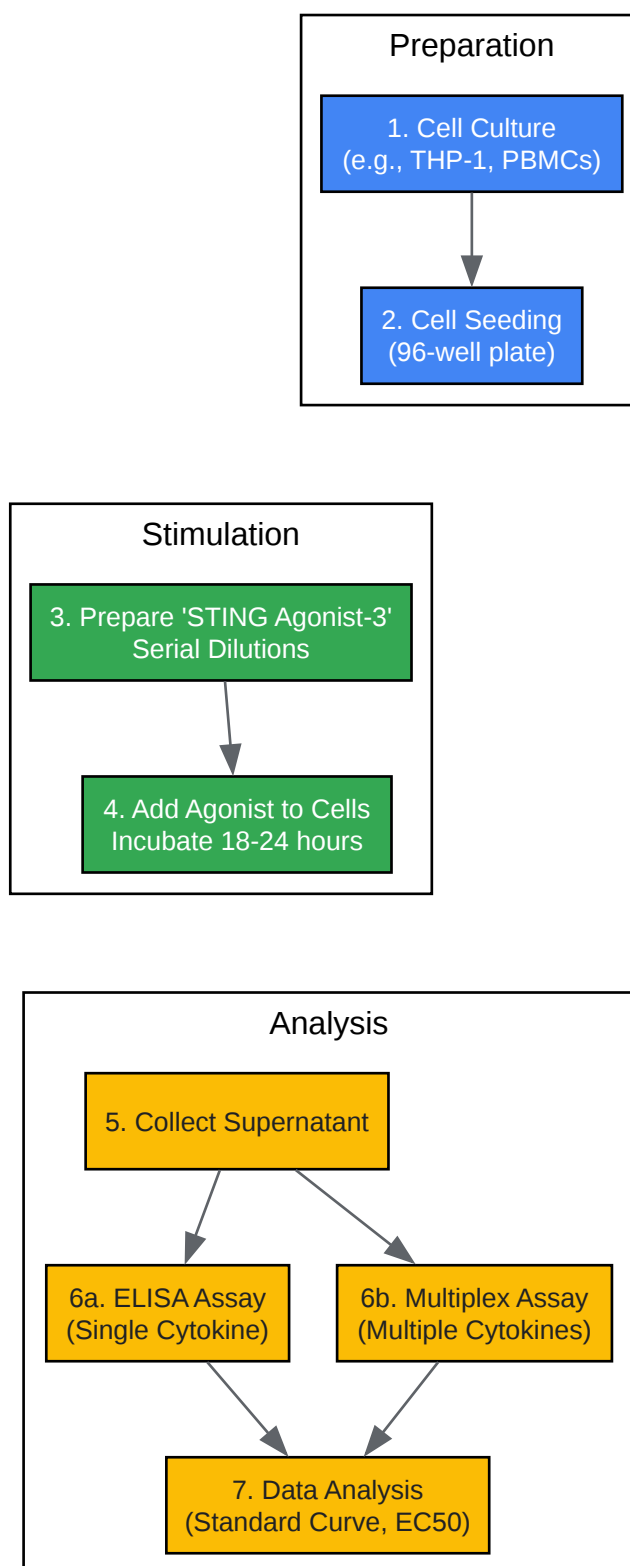 Preparation
1. Cell Culture
(e.g., THP-1, PBMCs)
2. Cell Seeding
(96-well plate)
Stimulation
3. Prepare 'STING Agonist-3'
Serial Dilutions
4. Add Agonist to Cells
Incubate 18-24 hours
Analysis
5. Collect Supernatant
6a. ELISA Assay
(Single Cytokine)
6b. Multiplex Assay
(Multiple Cytokines)
7. Data Analysis
(Standard Curve, EC50)